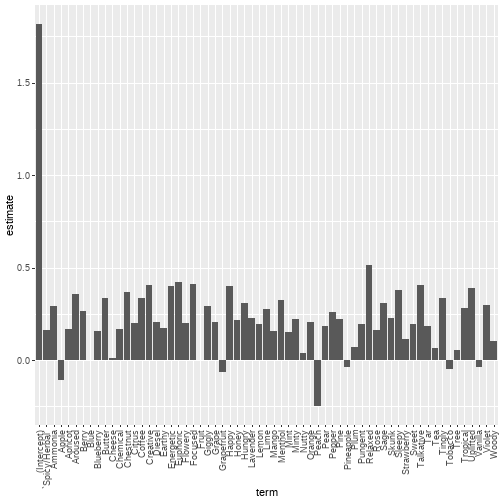 1.5
1.0
0.5
0.0
estimate
(Intercept)
`Spicy/Herbal`
Ammonia
Apple
Apricot
Aroused
Berry
Blue
Blueberry
Butter
Cheese
Chemical
Chestnut
Citrus
Coffee
Creative
Diesel
Earthy
Energetic
Euphoric
Flowery
Focused
Fruit
Giggly
Grape
Grapefruit
Happy
Honey
Hungry
Lavender
Lemon
Lime
Mango
Menthol
Mint
Minty
Nutty
Orange
Peach
Pear
Pepper
Pine
Pineapple
Plum
Pungent
Relaxed
Rose
Sage
Skunk
Sleepy
Strawberry
Sweet
Talkative
Tar
Tea
Tingly
Tobacco
Tree
Tropical
Uplifted
Vanilla
Violet
Woody
term